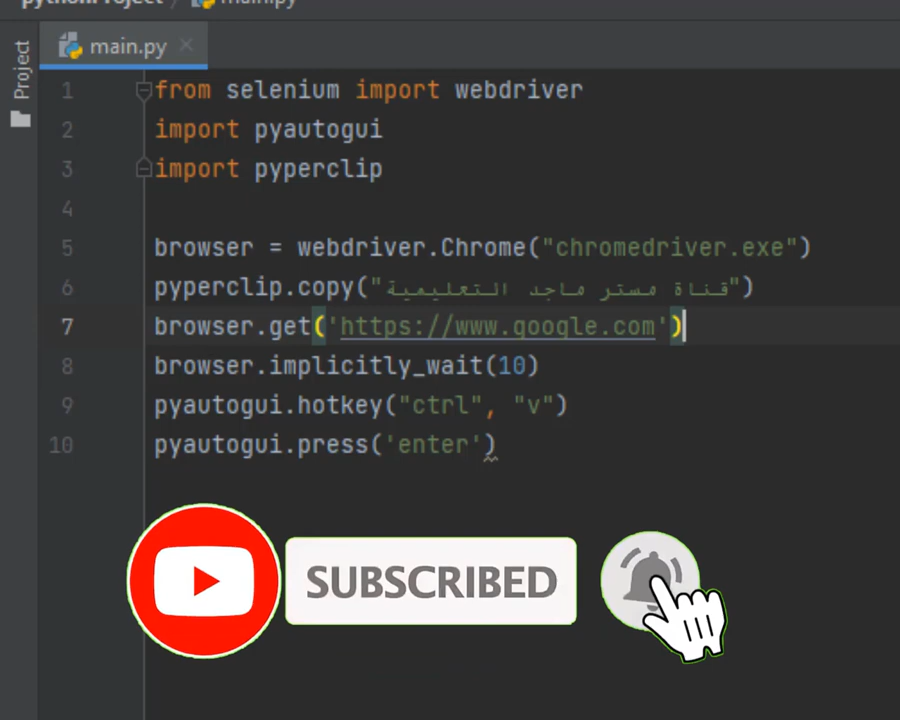 pythonProject
main.py
Project
main.py
1 from selenium import webdriver
2 import pyautogui
3 import pyperclip
4
5 browser = webdriver.Chrome("chromedriver.exe")
6 pyperclip.copy("قناة مستر ماجد التعليمية")
7 browser.get('https://www.google.com')
8 browser.implicitly_wait(10)
9 pyautogui.hotkey("ctrl", "v")
10 pyautogui.press('enter')
SUBSCRIBED